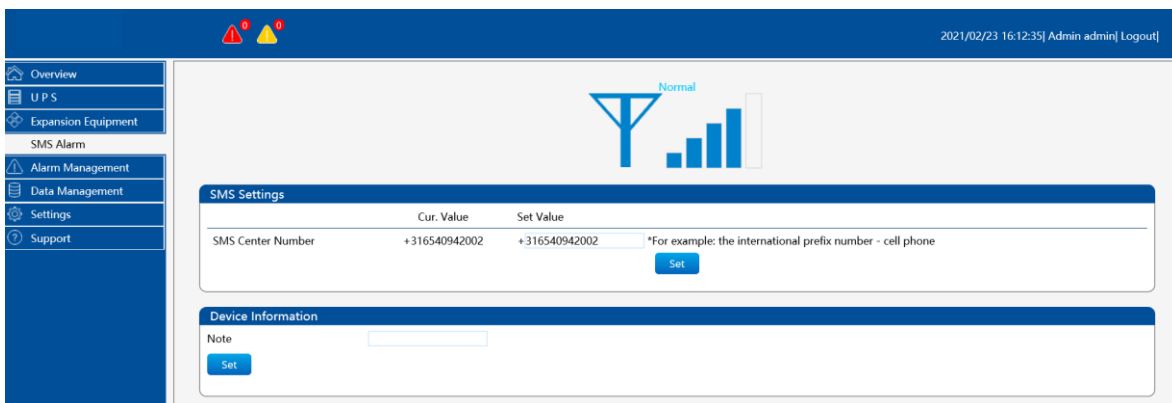 0 0
2021/02/23 16:12:35| Admin admin| Logout|
Overview
UPS
Expansion Equipment
SMS Alarm
Alarm Management
Data Management
Settings
Support
Normal
SMS Settings
Cur. Value Set Value
SMS Center Number +316540942002 +316540942002 *For example: the international prefix number - cell phone
Set
Device Information
Note
Set